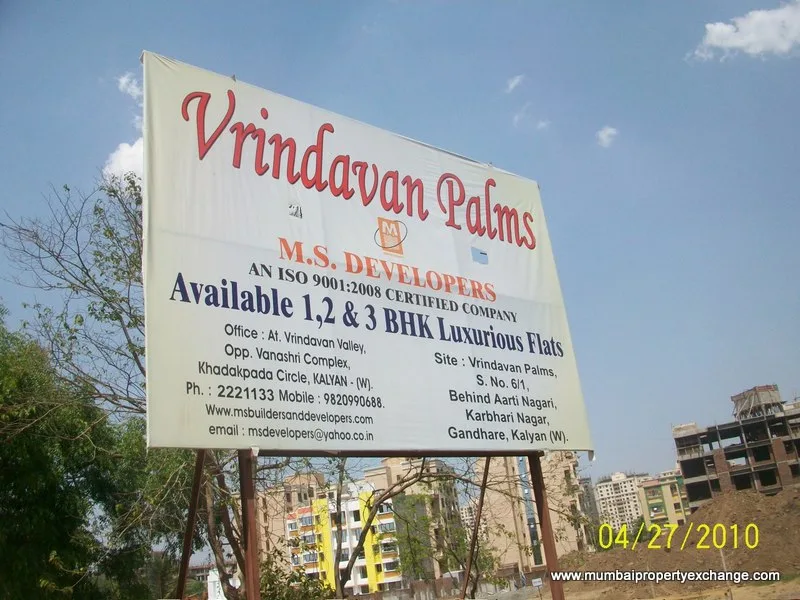 Vrindavan Palms
M
M.S. DEVELOPERS
AN ISO 9001:2008 CERTIFIED COMPANY
Available 1,2 & 3 BHK Luxurious Flats
Office : At. Vrindavan Valley,
Opp. Vanashri Complex,
Khadakpada Circle, KALYAN - (W).
Ph. : 2221133 Mobile : 9820990688.
Www.msbuildersanddevelopers.com
email : msdevelopers@yahoo.co.in
Site : Vrindavan Palms,
S. No. 6/1,
Behind Aarti Nagari,
Karbhari Nagar,
Gandhare, Kalyan (W).
04/27/2010
www.mumbaipropertyexchange.com